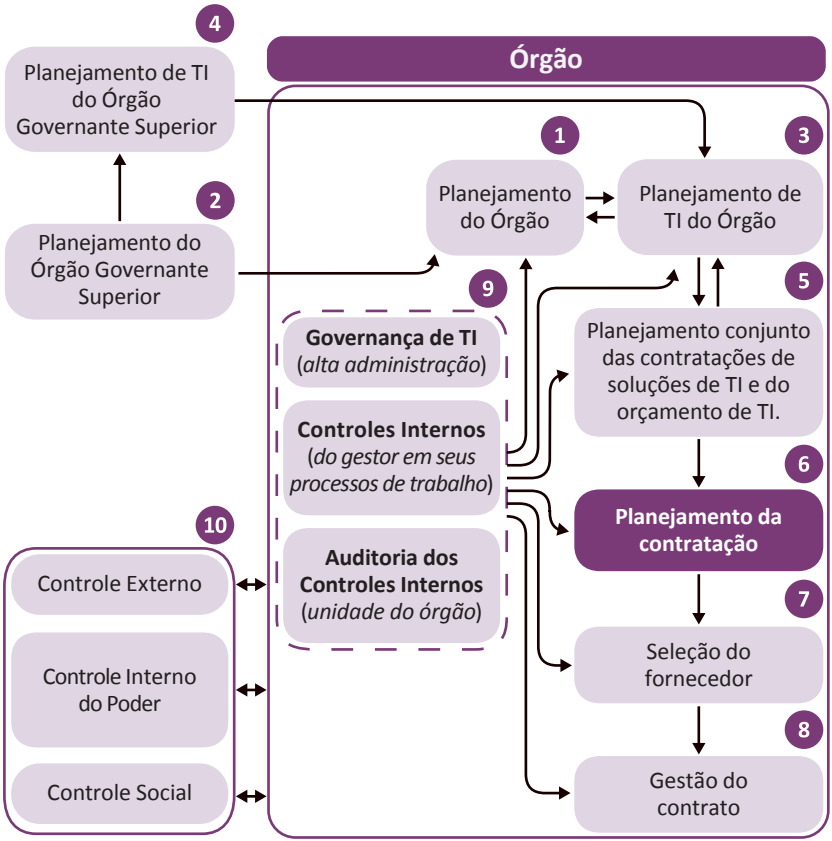 4
Planejamento de TI
do Órgão
Governante Superior
Órgão
1
3
Planejamento
do Órgão
Planejamento de
TI do Órgão
2
Planejamento do
Órgão Governante
Superior
9
5
Governança de TI
(alta administração)
Planejamento conjunto
das contratações de
soluções de TI e do
orçamento de TI.
Controles Internos
(do gestor em seus
processos de trabalho)
6
Planejamento da
contratação
10
Auditoria dos
Controles Internos
(unidade do órgão)
Controle Externo
7
Seleção do
fornecedor
Controle Interno
do Poder
8
Gestão do
contrato
Controle Social